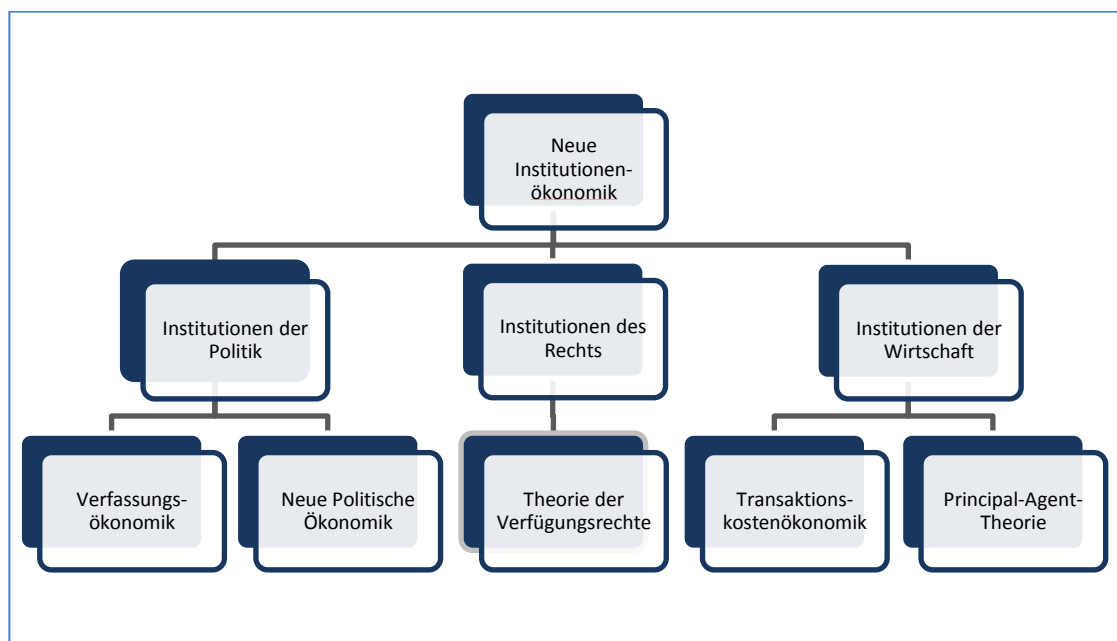 Neue
Institutionen-
ökonomik
Institutionen der
Politik
Institutionen des
Rechts
Institutionen der
Wirtschaft
Verfassungs-
ökonomik
Neue Politische
Ökonomik
Theorie der
Verfügungsrechte
Transaktions-
kostenökonomik
Principal-Agent-
Theorie